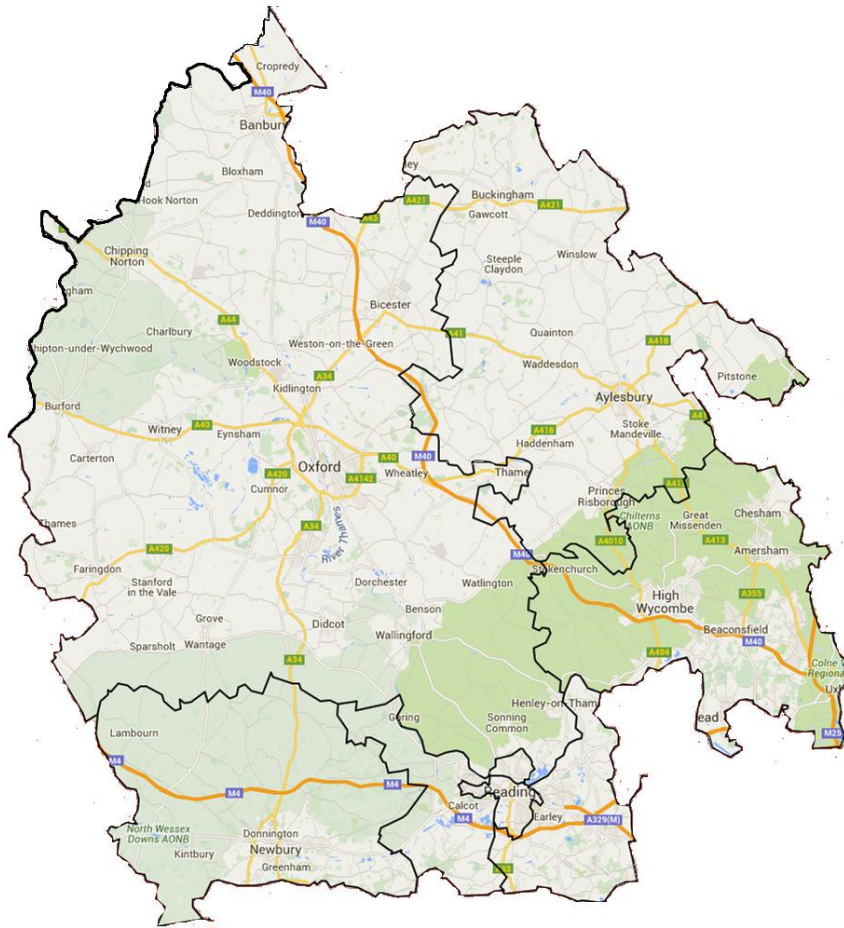 Cropredy
M40
Banbury
Bloxham
Hook Norton
Deddington
M40
A43
A421
Buckingham
Gawcott
A421
Chipping
Norton
Steeple
Claydon
Winslow
Bicester
A44
Charlbury
Weston-on-the-Green
A41
Quainton
A418
Woodstock
Waddesdon
Kidlington
A34
Pitstone
Aylesbury
Burford
Witney
A40
Eynsham
A418
Stoke
Mandeville
Haddenham
Carterton
Oxford
A40
M40
A420
A4142
Wheatley
Thame
Cumnor
Princes
Risborough
Chilterns
AONB
Great
Missenden
Chesham
Thames
A34
River Thames
A420
M40
A4010
A413
Amersham
Faringdon
Stanford
in the Vale
Dorchester
Watlington
Stokenchurch
High
Wycombe
A355
Benson
Grove
Didcot
Wallingford
Beaconsfield
M40
Sparsholt
Wantage
A34
A404
Colne
Regional
Henley-on-Tham
Goring
Sonning
Common
M25
Lambourn
M4
M4
M4
Reading
Calcot
M4
Earley
A329(M)
North Wessex
Downs AONB
Donnington
Newbury
Kintbury
Greenham